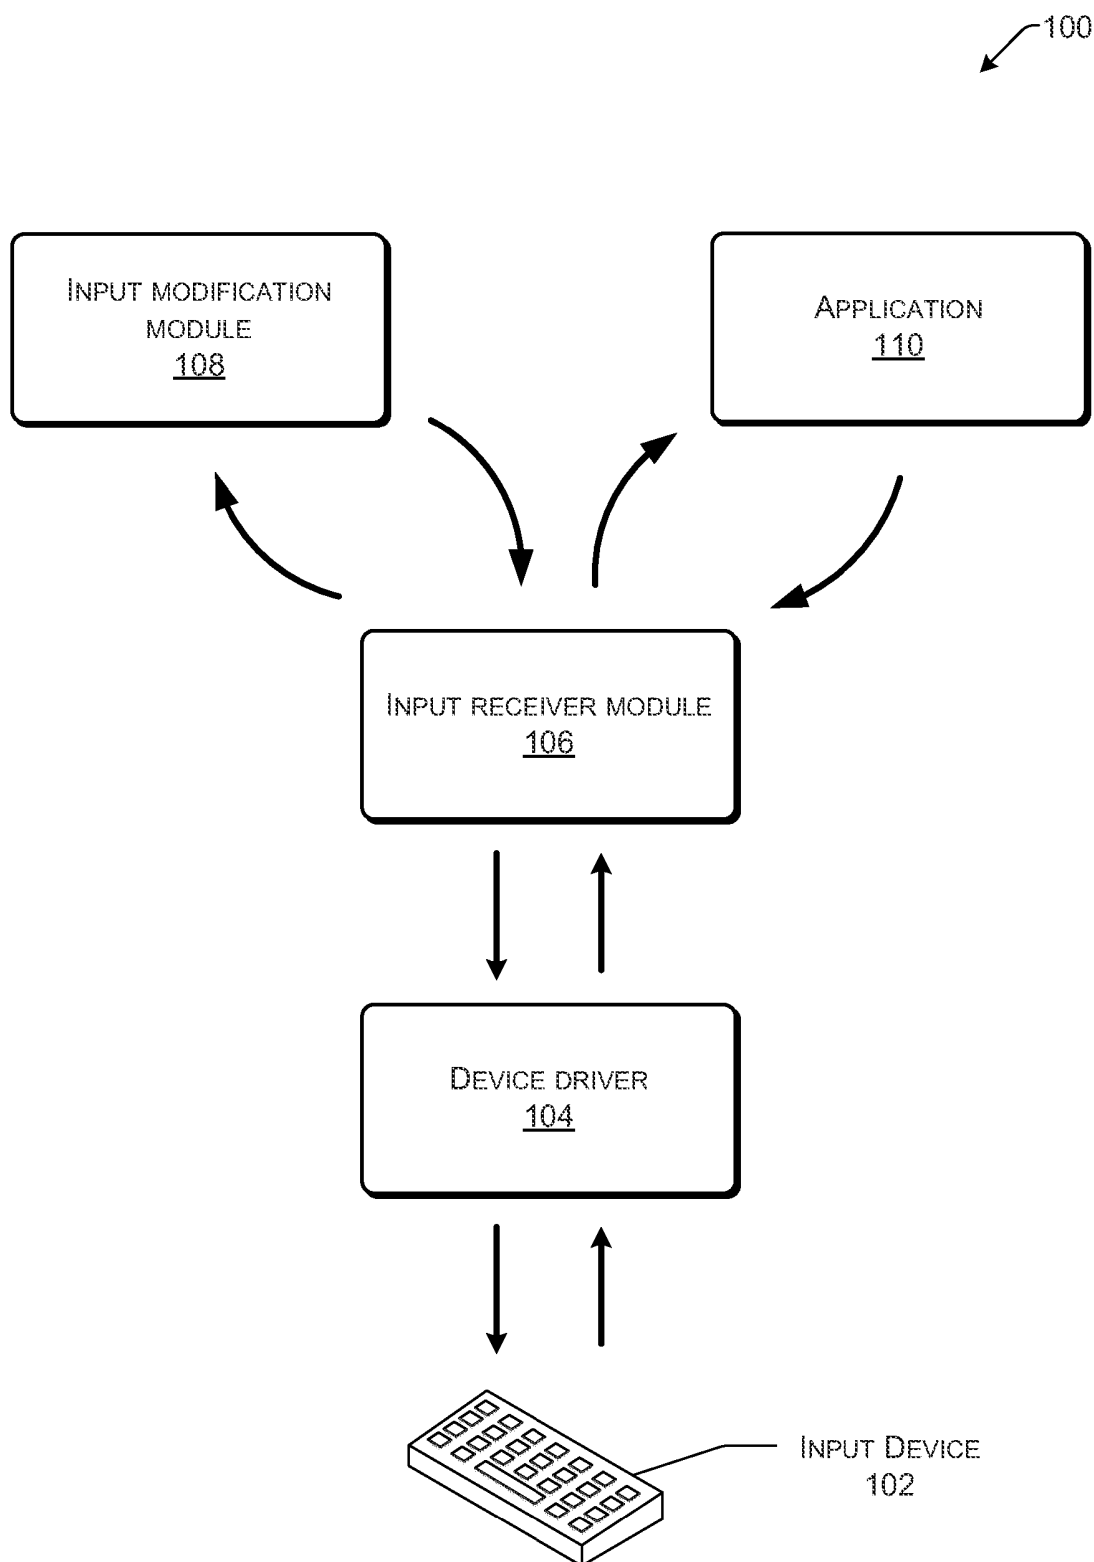 100
INPUT MODIFICATION
MODULE
108
APPLICATION
110
INPUT RECEIVER MODULE
106
DEVICE DRIVER
104
INPUT DEVICE
102